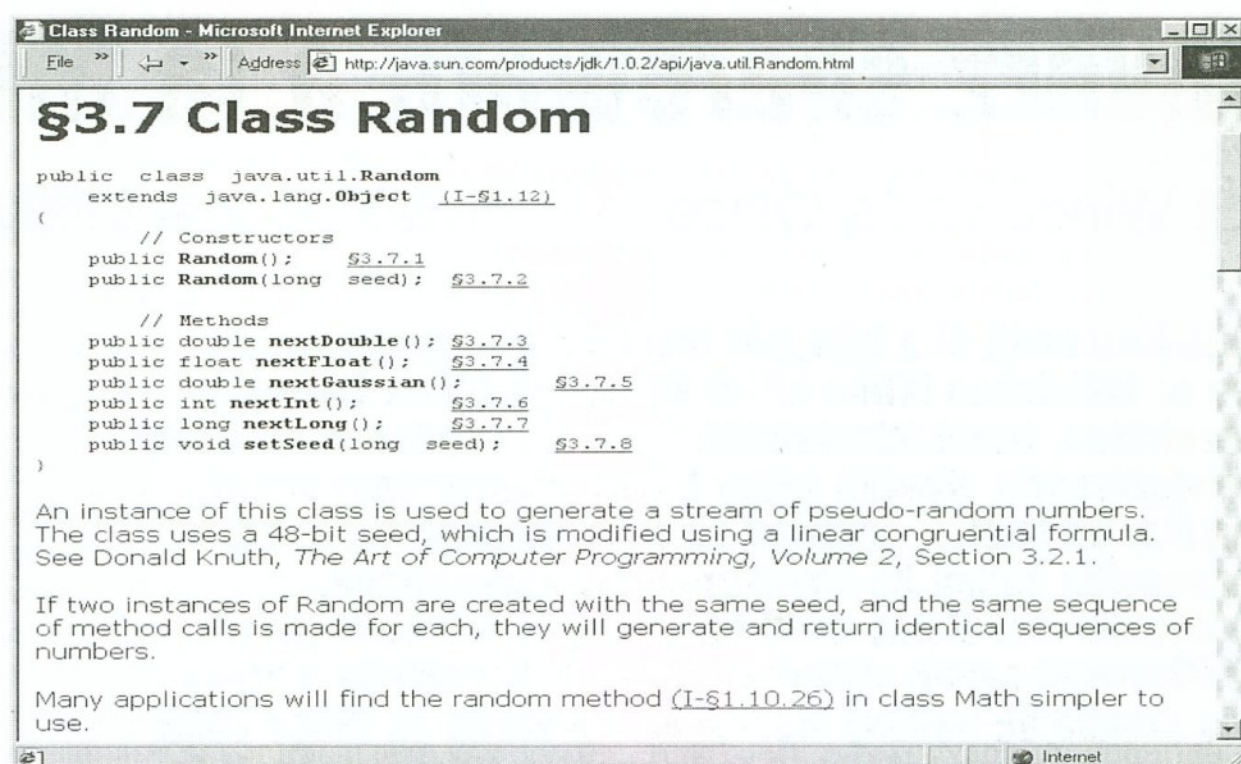 Class Random - Microsoft Internet Explorer
File » » Address http://java.sun.com/products/jdk/1.0.2/api/java.util.Random.html
§3.7 Class Random
public class java.util.Random
extends java.lang.Object (I-§1.12)
{
// Constructors
public Random(); §3.7.1
public Random(long seed); §3.7.2
// Methods
public double nextDouble(); §3.7.3
public float nextFloat(); §3.7.4
public double nextGaussian(); §3.7.5
public int nextInt(); §3.7.6
public long nextLong(); §3.7.7
public void setSeed(long seed); §3.7.8
}
An instance of this class is used to generate a stream of pseudo-random numbers.
The class uses a 48-bit seed, which is modified using a linear congruential formula.
See Donald Knuth, The Art of Computer Programming, Volume 2, Section 3.2.1.
If two instances of Random are created with the same seed, and the same sequence
of method calls is made for each, they will generate and return identical sequences of
numbers.
Many applications will find the random method (I-§1.10.26) in class Math simpler to
use.
Internet